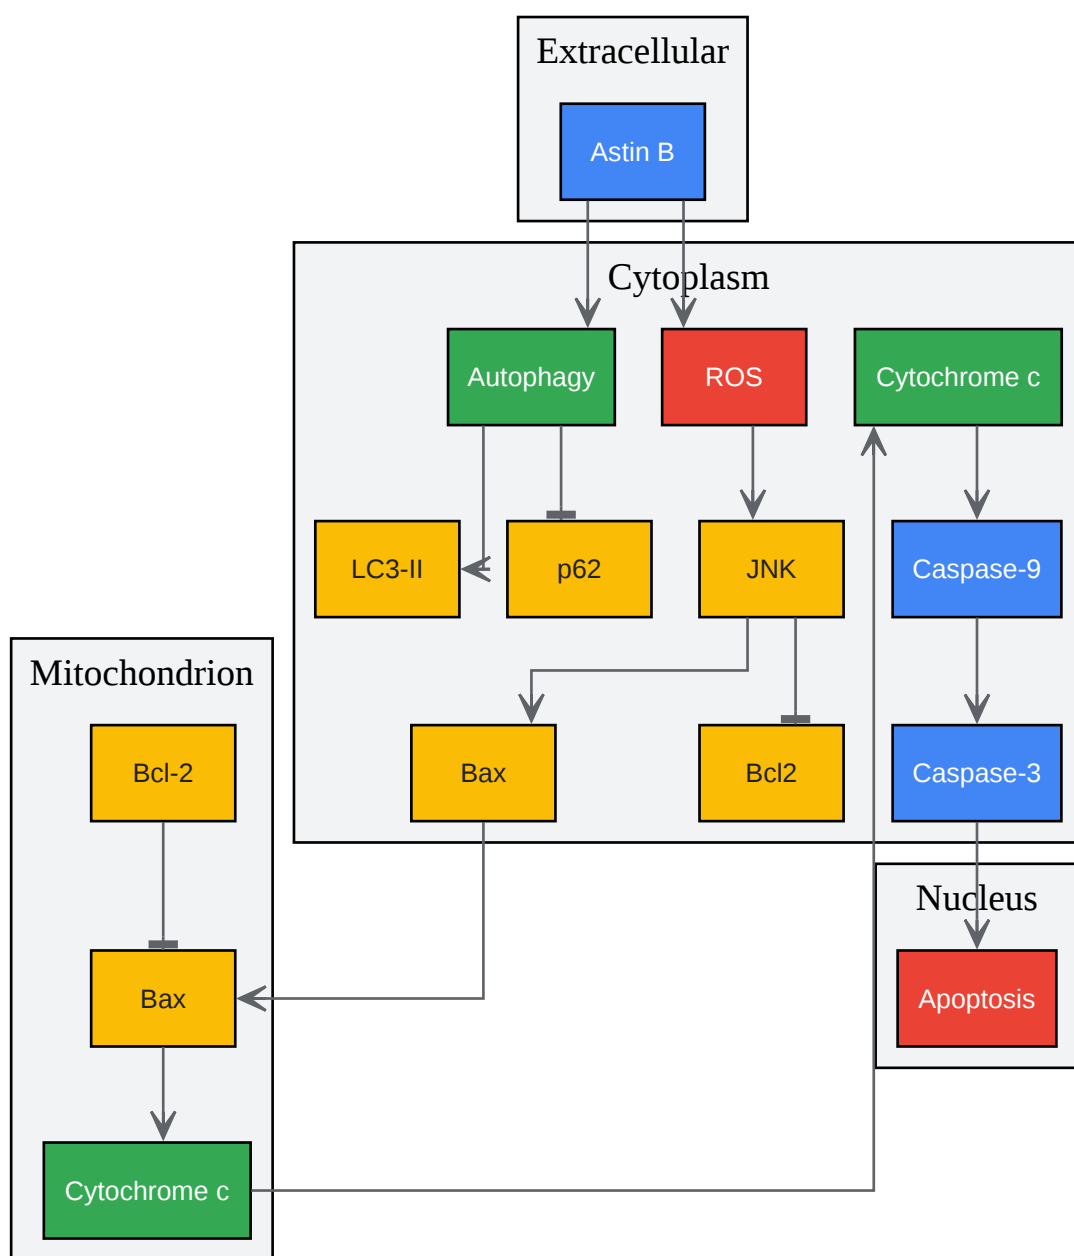 Extracellular
Astin B
Cytoplasm
Autophagy
ROS
Cytochrome c
LC3-II
p62
JNK
Caspase-9
Mitochondrion
Bcl-2
Bax
Bcl2
Caspase-3
Nucleus
Bax
Apoptosis
Cytochrome c